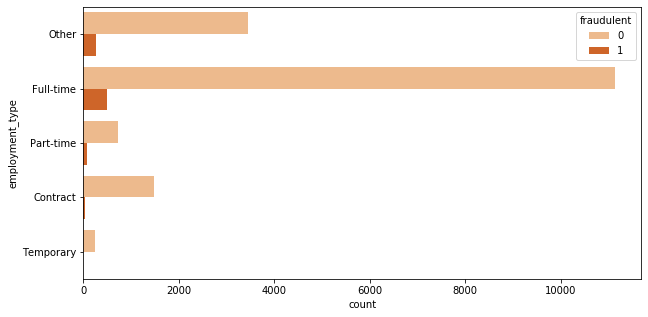 fraudulent
0
1
Other
Full-time
Part-time
Contract
Temporary
employment_type
0 2000 4000 6000 8000 10000
count